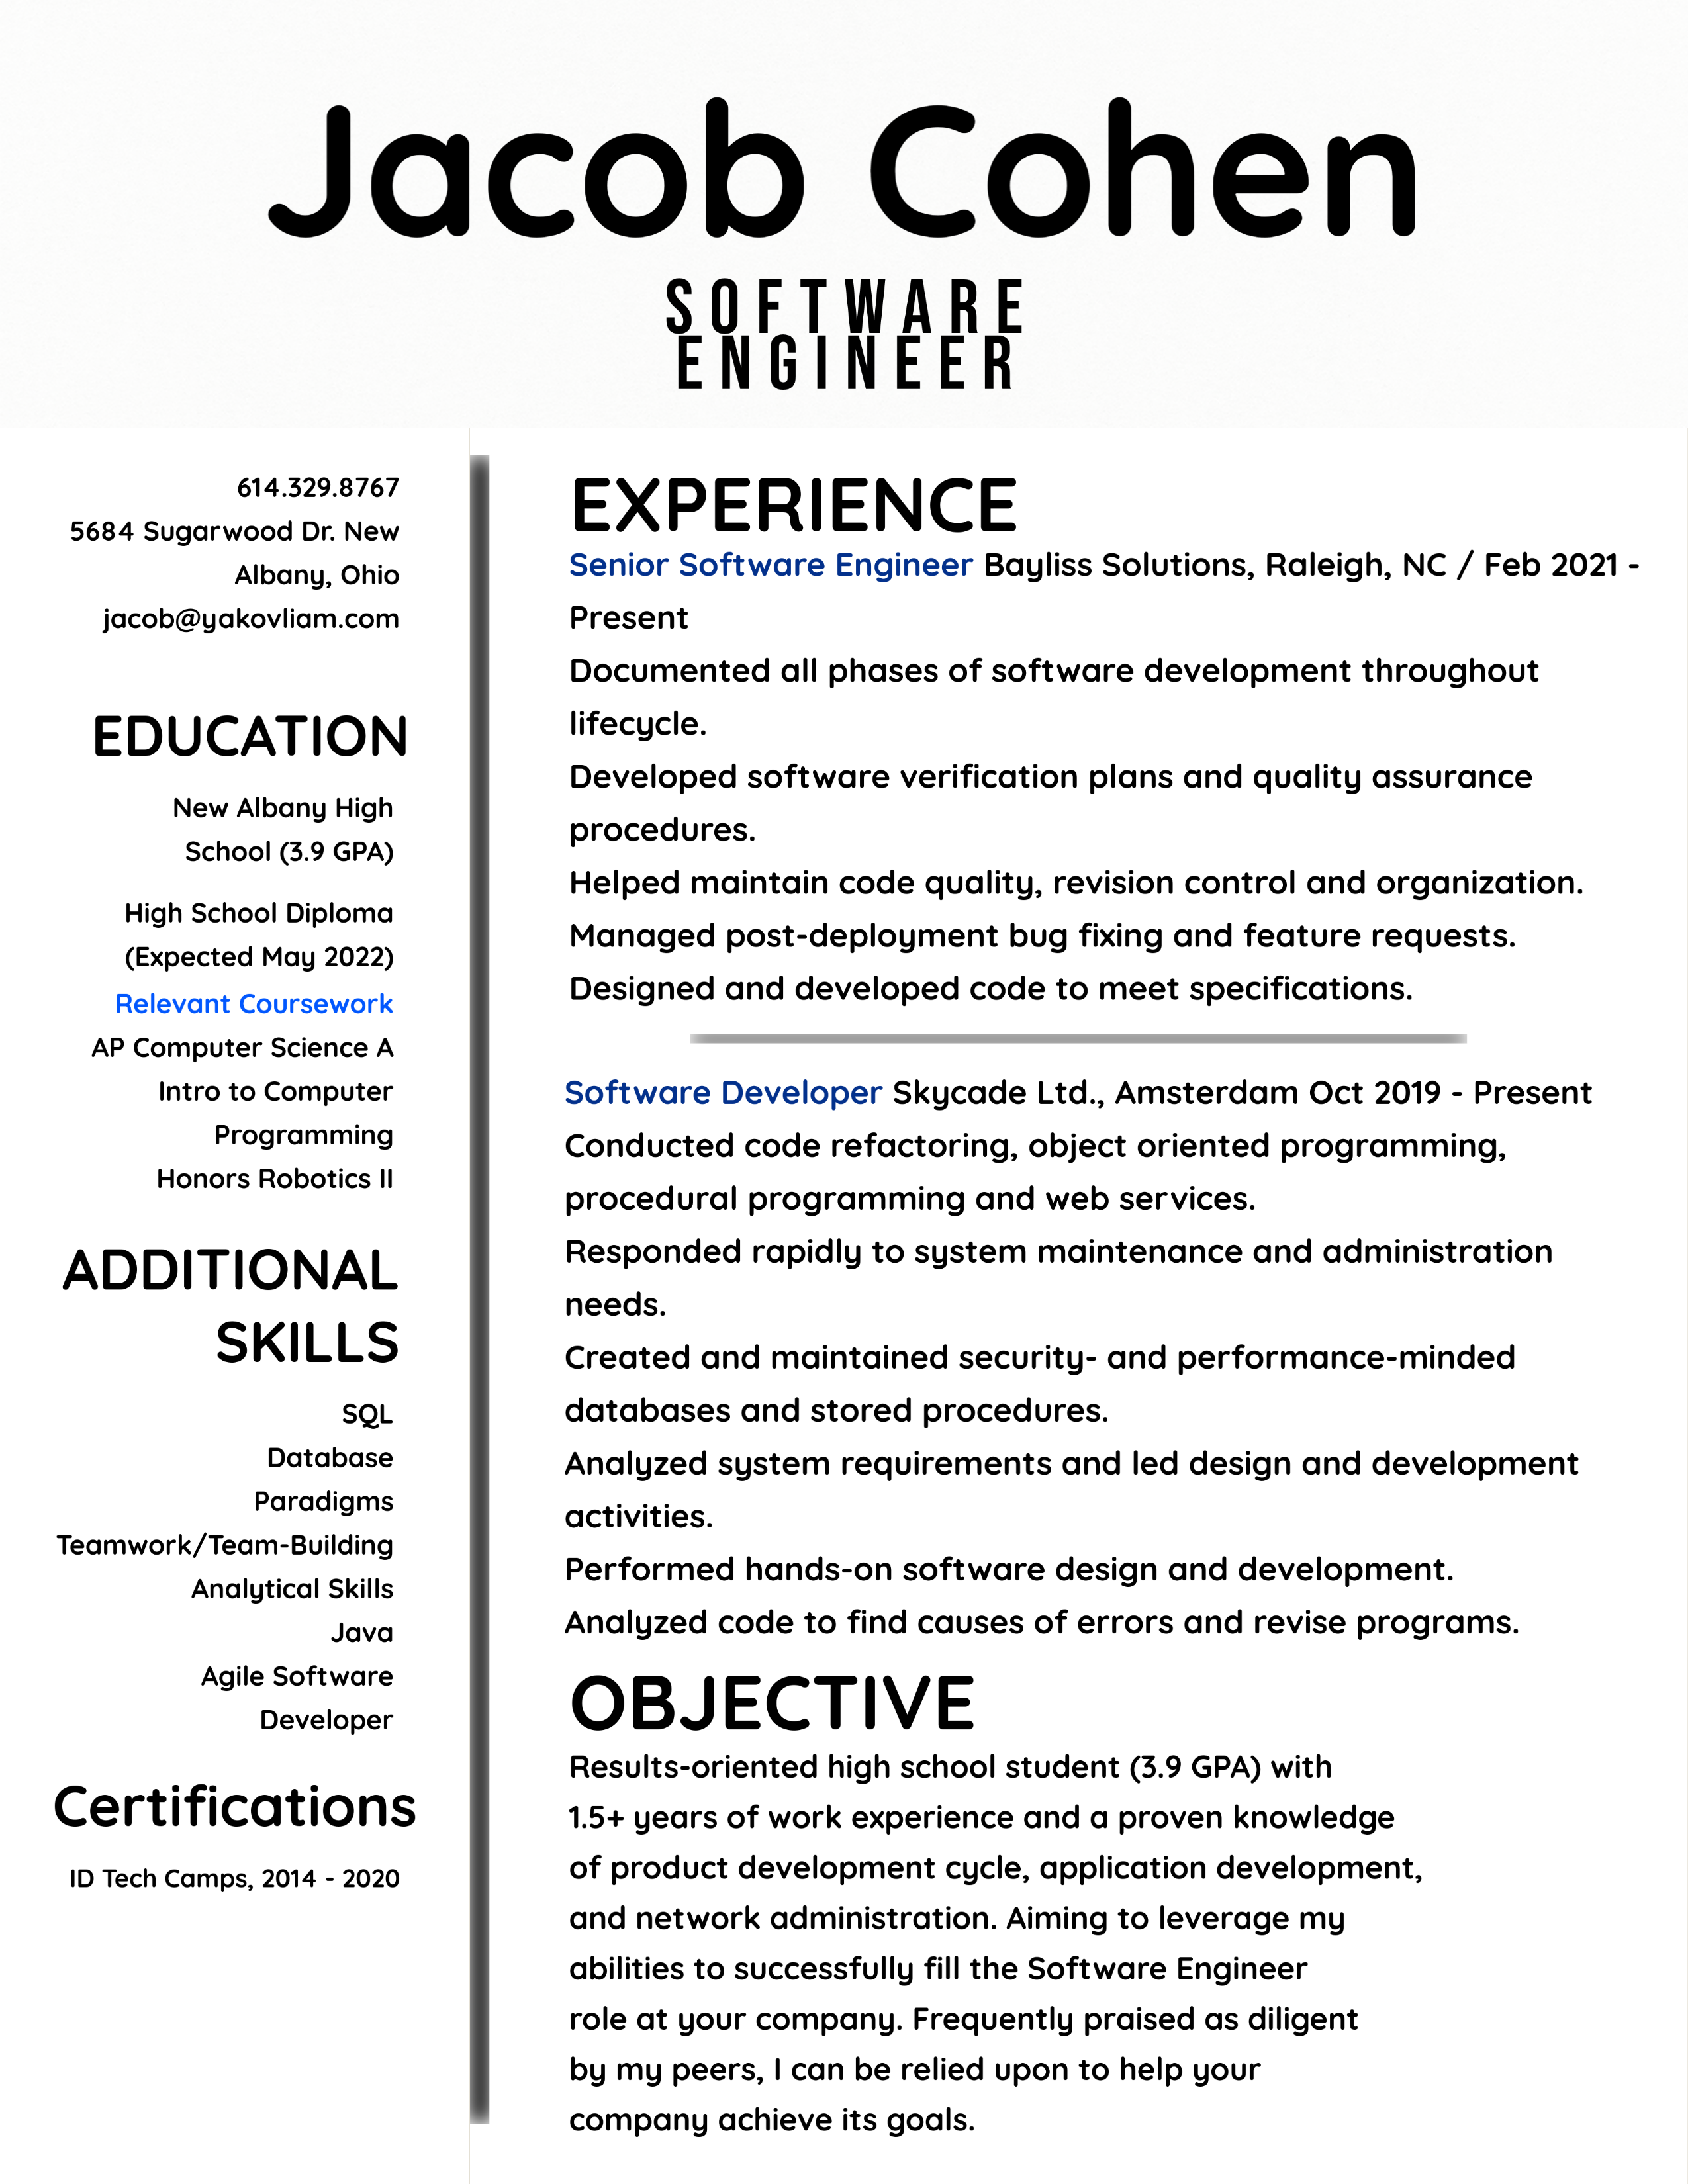 Jacob Cohen
SOFTWARE
ENGINEER
614.329.8767
5684 Sugarwood Dr. New
Albany, Ohio
jacob@yakovliam.com
EDUCATION
New Albany High
School (3.9 GPA)
High School Diploma
(Expected May 2022)
Relevant Coursework
AP Computer Science A
Intro to Computer
Programming
Honors Robotics II
ADDITIONAL
SKILLS
SQL
Database
Paradigms
Teamwork/Team-Building
Analytical Skills
Java
Agile Software
Developer
Certifications
ID Tech Camps, 2014 - 2020
EXPERIENCE
Senior Software Engineer Bayliss Solutions, Raleigh, NC / Feb 2021 -
Present
Documented all phases of software development throughout
lifecycle.
Developed software verification plans and quality assurance
procedures.
Helped maintain code quality, revision control and organization.
Managed post-deployment bug fixing and feature requests.
Designed and developed code to meet specifications.
Software Developer Skycade Ltd., Amsterdam Oct 2019 - Present
Conducted code refactoring, object oriented programming,
procedural programming and web services.
Responded rapidly to system maintenance and administration
needs.
Created and maintained security- and performance-minded
databases and stored procedures.
Analyzed system requirements and led design and development
activities.
Performed hands-on software design and development.
Analyzed code to find causes of errors and revise programs.
OBJECTIVE
Results-oriented high school student (3.9 GPA) with
1.5+ years of work experience and a proven knowledge
of product development cycle, application development,
and network administration. Aiming to leverage my
abilities to successfully fill the Software Engineer
role at your company. Frequently praised as diligent
by my peers, I can be relied upon to help your
company achieve its goals.